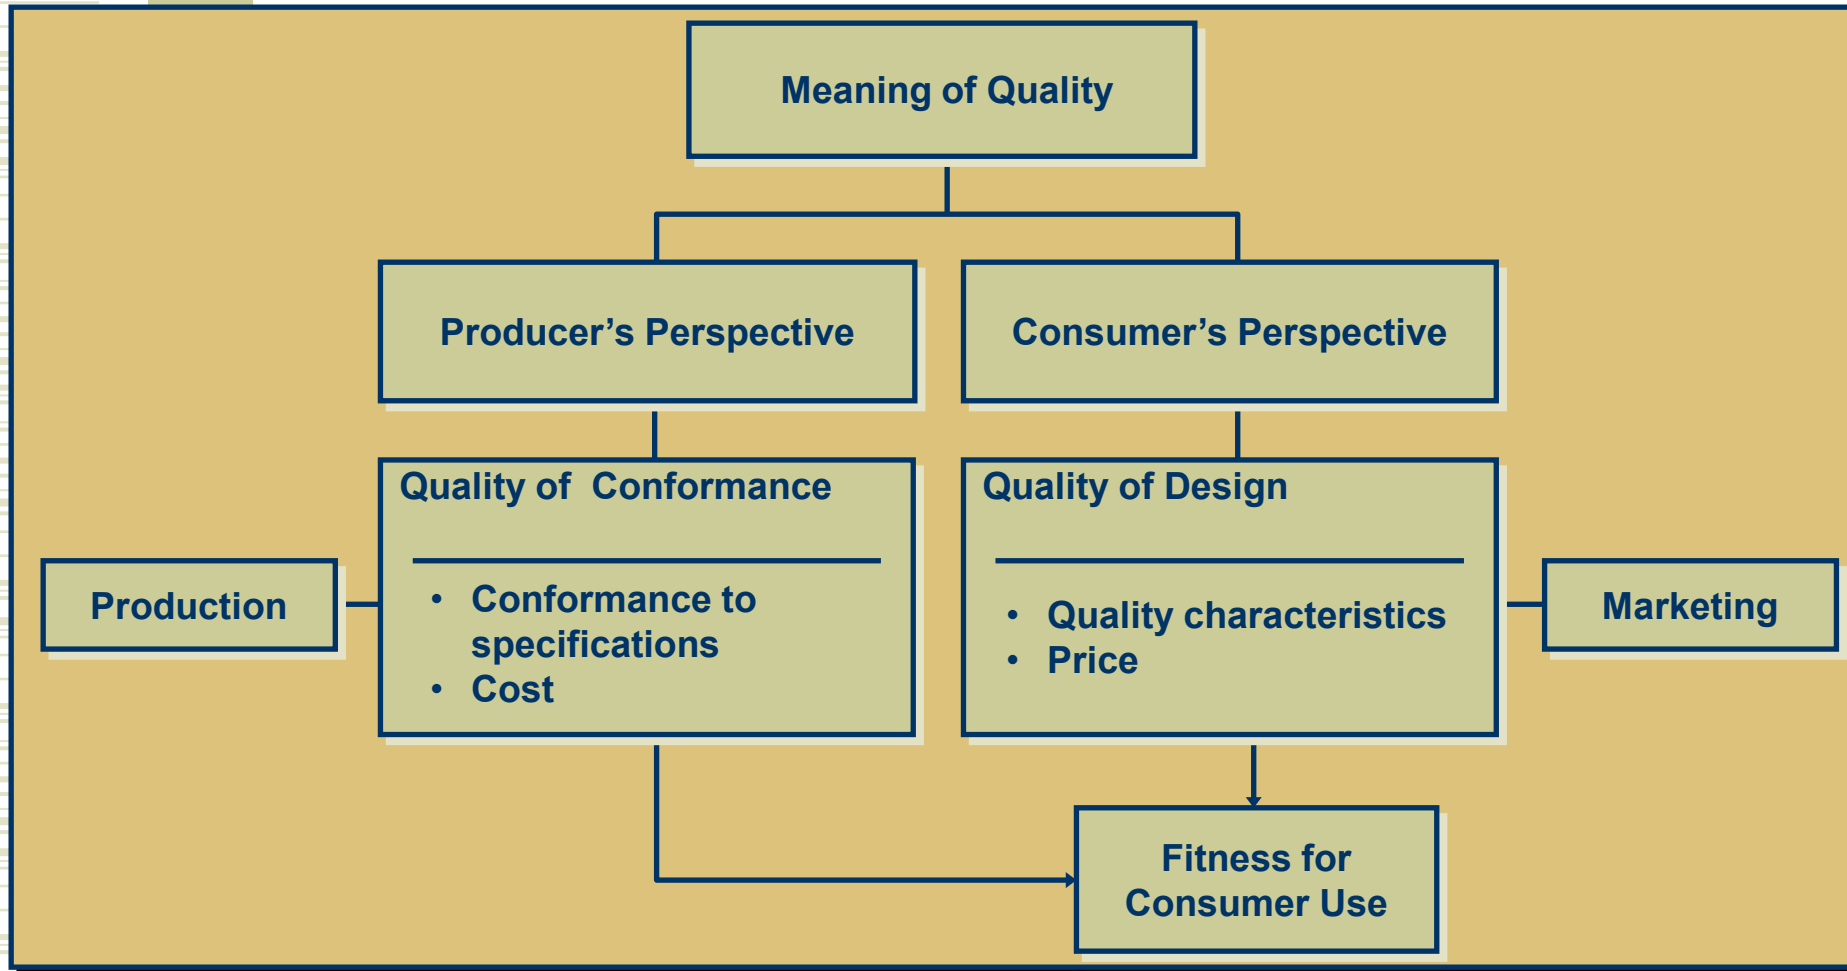 Meaning of Quality
Producer’s Perspective
Consumer’s Perspective
Quality of  Conformance
• Conformance to
specifications
• Cost
Quality of Design
• Quality characteristics
• Price
Production
Marketing
Fitness for
Consumer Use